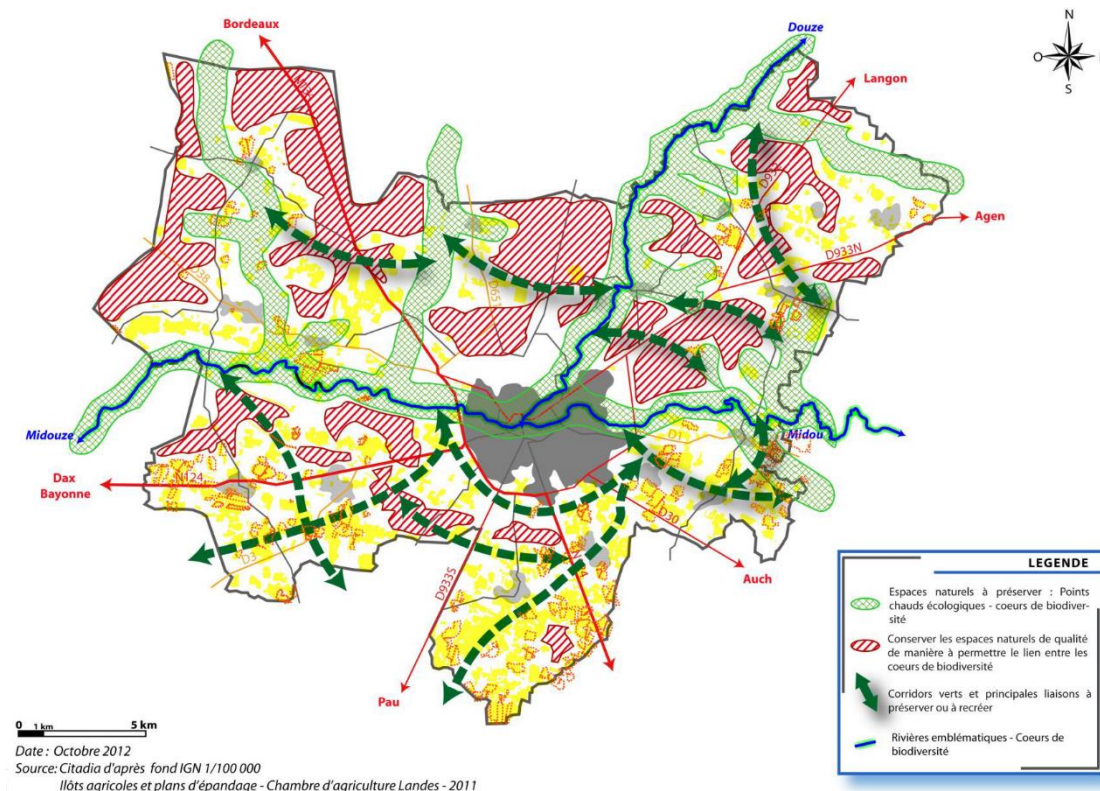 Bordeaux
Douze
N
O
S
Langon
Agen
D933N
D651
Midouze
Midou
D1
Dax
Bayonne
N124
D30
D3
Auch
D933S
Pau
LEGENDE
Espaces naturels à préserver : Points
chauds écologiques - coeurs de biodiver-
sité
Conserver les espaces naturels de qualité
de manière à permettre le lien entre les
coeurs de biodiversité
Corridors verts et principales liaisons à
préserver ou à recréer
Rivières emblématiques - Coeurs de
biodiversité
0 1 km 5 km
Date : Octobre 2012
Source: Citadia d'après fond IGN 1/100 000
Ilôts agricoles et plans d'épandage - Chambre d'agriculture Landes - 2011